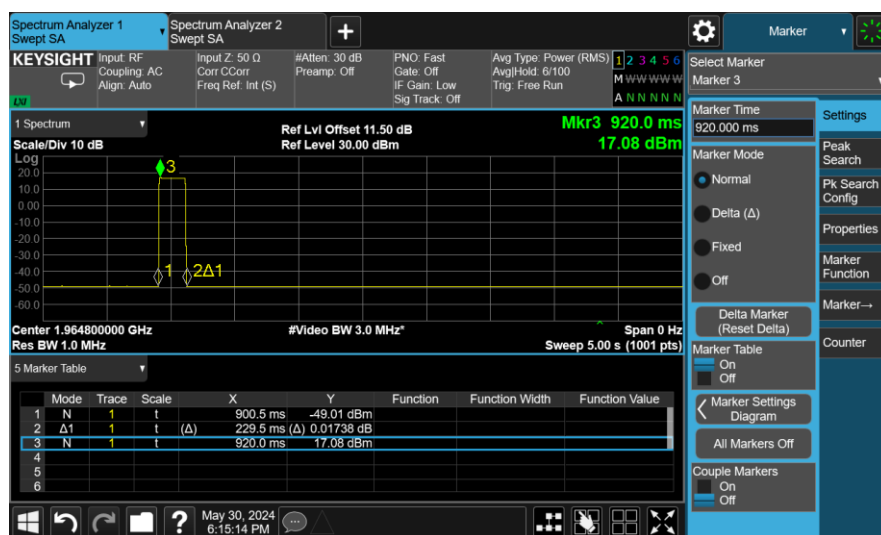 Spectrum Analyzer 1
Swept SA
Spectrum Analyzer 2
Swept SA
+
Marker
KEYSIGHT
Input: RF
Coupling: AC
Align: Auto
Input Z: 50 Ω
Corr CCorr
Freq Ref: Int (S)
#Atten: 30 dB
Preamp: Off
PNO: Fast
Gate: Off
IF Gain: Low
Sig Track: Off
Avg Type: Power (RMS)
Avg|Hold: 6/100
Trig: Free Run
1 2 3 4 5 6
M W W W W W
A N N N N N
LXI
Select Marker
Marker 3
Marker Time
920.000 ms
Marker Mode
Normal
Delta (Δ)
Fixed
Off
Delta Marker
(Reset Delta)
Marker Table
On
Off
Marker Settings
Diagram
All Markers Off
Couple Markers
On
Off
Settings
Peak
Search
Pk Search
Config
Properties
Marker
Function
Marker→
Counter
1 Spectrum
Scale/Div 10 dB
Ref Lvl Offset 11.50 dB
Ref Level 30.00 dBm
Mkr3 920.0 ms
17.08 dBm
Log
20.0
10.0
0.00
-10.0
-20.0
-30.0
-40.0
-50.0
-60.0
3
1
2Δ1
Center 1.964800000 GHz
#Video BW 3.0 MHz*
Span 0 Hz
Res BW 1.0 MHz
Sweep 5.00 s (1001 pts)
5 Marker Table
Mode Trace Scale X Y Function Function Width Function Value
1 N 1 t 900.5 ms -49.01 dBm
2 Δ1 1 t (Δ) 229.5 ms (Δ) 0.01738 dB
3 N 1 t 920.0 ms 17.08 dBm
4
5
6
?
May 30, 2024
6:15:14 PM